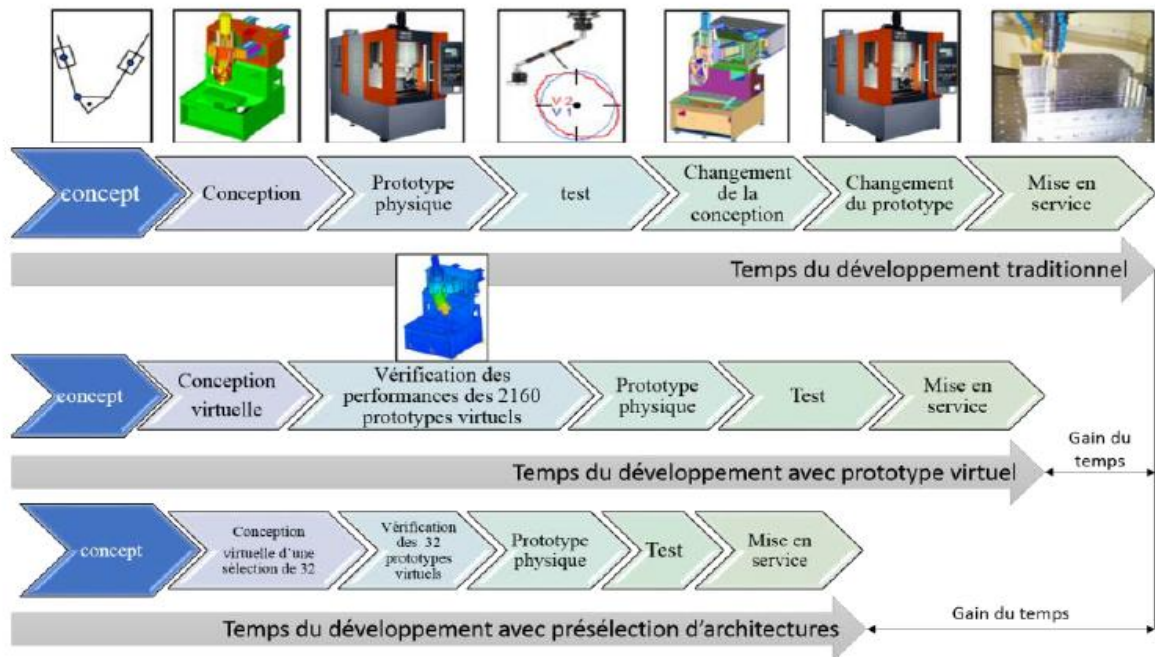 V2
V1
concept
Conception
Prototype
physique
test
Changement
de la
conception
Changement
du prototype
Mise en
service
Temps du développement traditionnel
concept
Conception
virtuelle
Vérification des
performances des 2160
prototypes virtuels
Prototype
physique
Test
Mise en
service
Gain du
temps
Temps du développement avec prototype virtuel
concept
Conception
virtuelle d'une
sélection de 32
Vérification
des 32
prototypes
virtuels
Prototype
physique
Test
Mise en
service
Gain du temps
Temps du développement avec présélection d'architectures